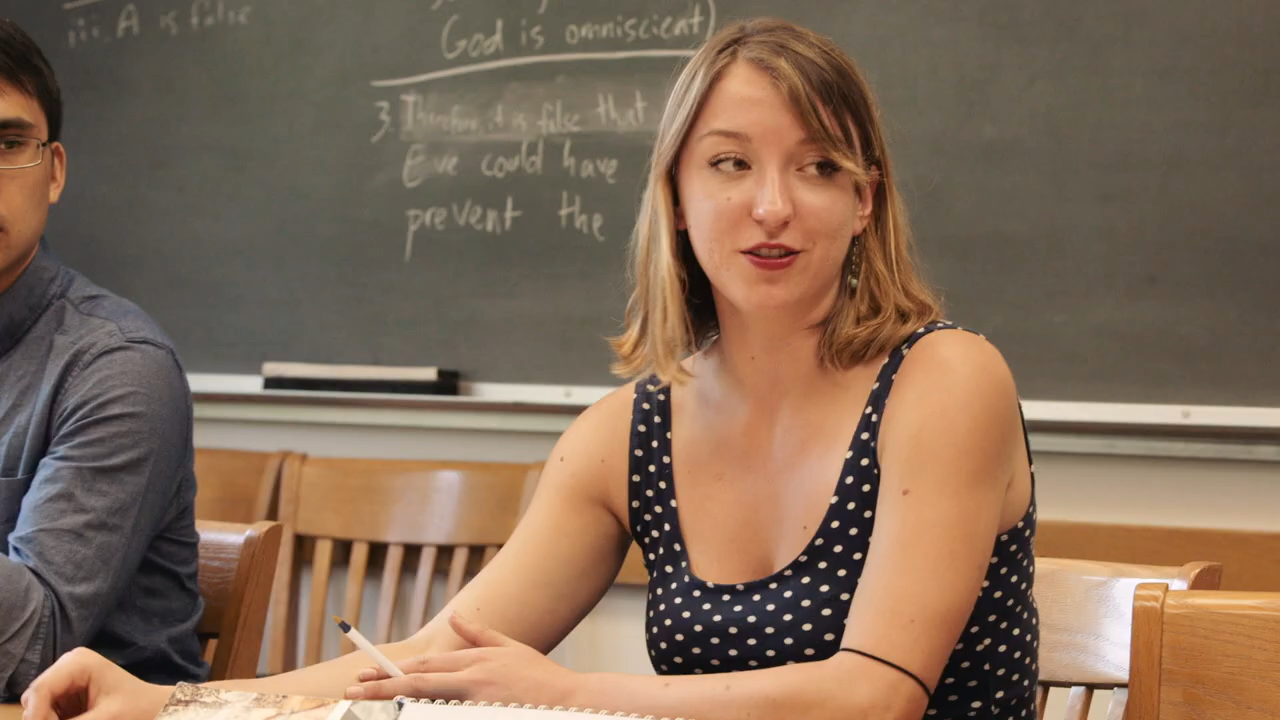 iii. A is false
God is omniscient)
3. Therefore, it is false that
Eve could have
prevent the